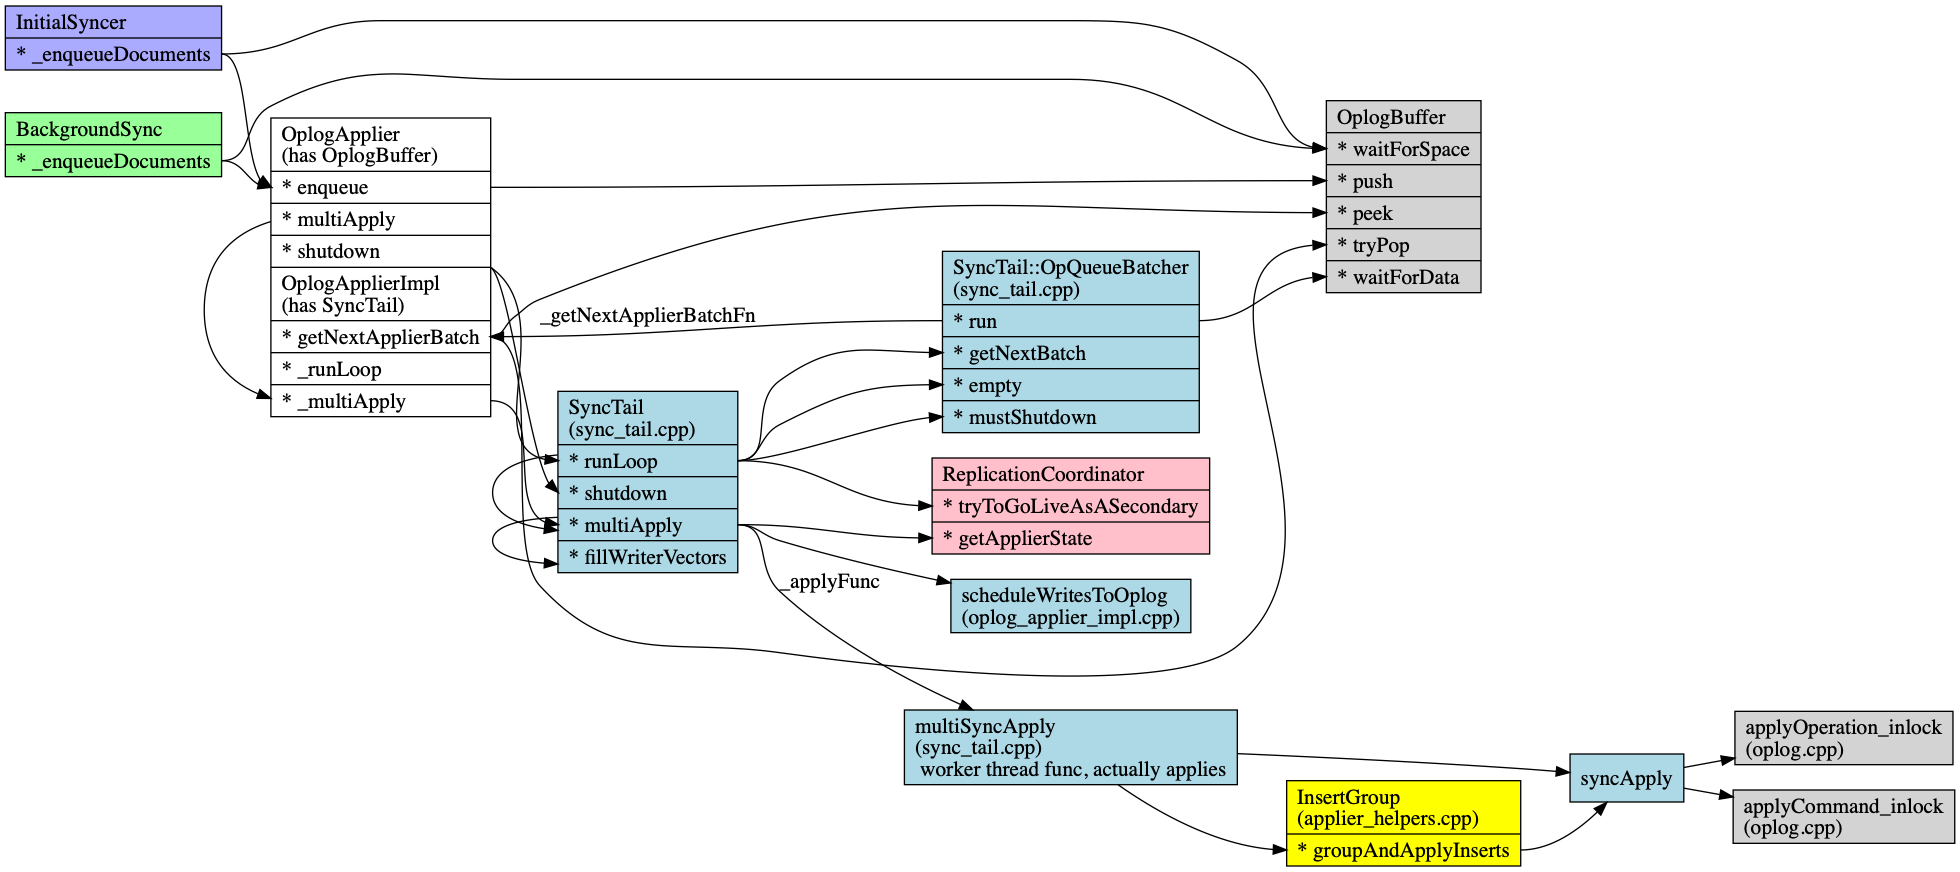 InitialSyncer
* _enqueueDocuments
BackgroundSync
* _enqueueDocuments
OplogApplier
(has OplogBuffer)
* enqueue
* multiApply
* shutdown
OplogApplierImpl
(has SyncTail)
* getNextApplierBatch
* _runLoop
* _multiApply
_getNextApplierBatchFn
SyncTail
(sync_tail.cpp)
* runLoop
* shutdown
* multiApply
* fillWriterVectors
SyncTail::OpQueueBatcher
(sync_tail.cpp)
* run
* getNextBatch
* empty
* mustShutdown
ReplicationCoordinator
* tryToGoLiveAsASecondary
* getApplierState
scheduleWritesToOplog
(oplog_applier_impl.cpp)
_applyFunc
OplogBuffer
* waitForSpace
* push
* peek
* tryPop
* waitForData
multiSyncApply
(sync_tail.cpp)
worker thread func, actually applies
InsertGroup
(applier_helpers.cpp)
* groupAndApplyInserts
syncApply
applyOperation_inlock
(oplog.cpp)
applyCommand_inlock
(oplog.cpp)